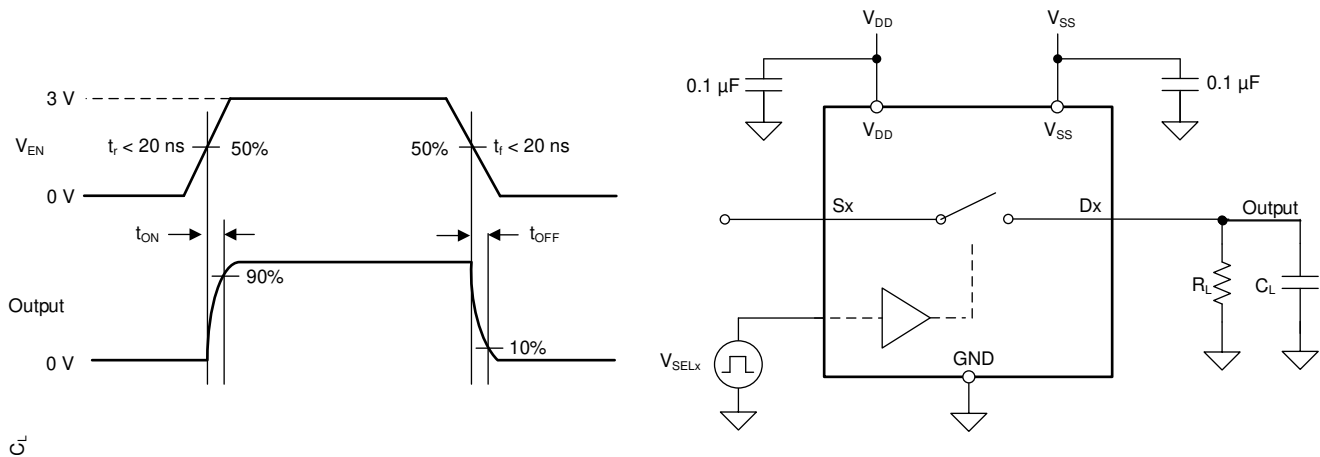 3 V
V_EN
t_r < 20 ns
50%
50%
t_f < 20 ns
0 V
t_ON
t_OFF
90%
Output
10%
0 V
C_L
V_DD
V_SS
0.1 µF
0.1 µF
V_DD
V_SS
Sx
Dx
Output
R_L
C_L
V_SELx
GND